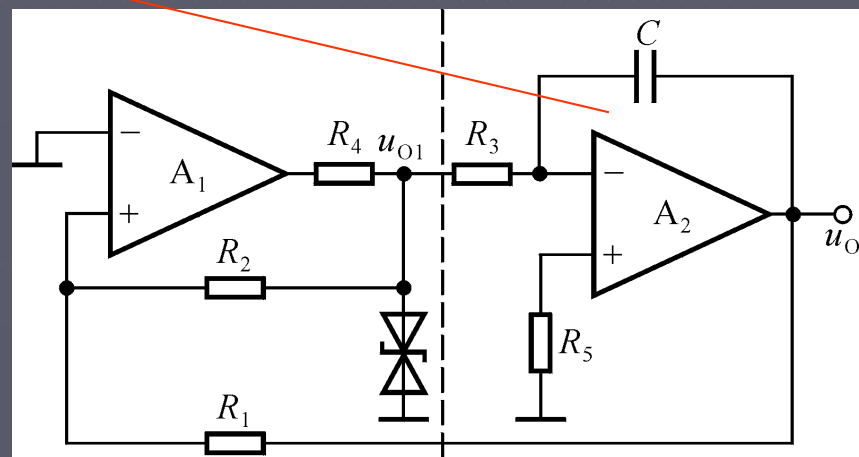 C
R4 uO1 R3
− A1 +
− A2 +
uO
R2
R5
R1